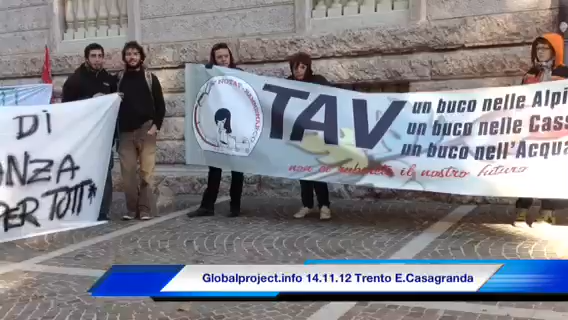 DI
NZA
PER TUTT*
TAV
un buco nelle Alpi
un buco nelle Cass
un buco nell'Acqua
il nostro futuro
Globalproject.info 14.11.12 Trento E.Casagranda